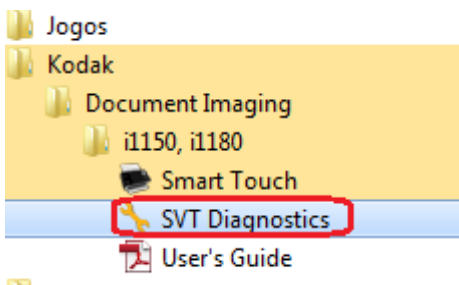 Jogos
Kodak
Document Imaging
i1150, i1180
Smart Touch
SVT Diagnostics
User's Guide